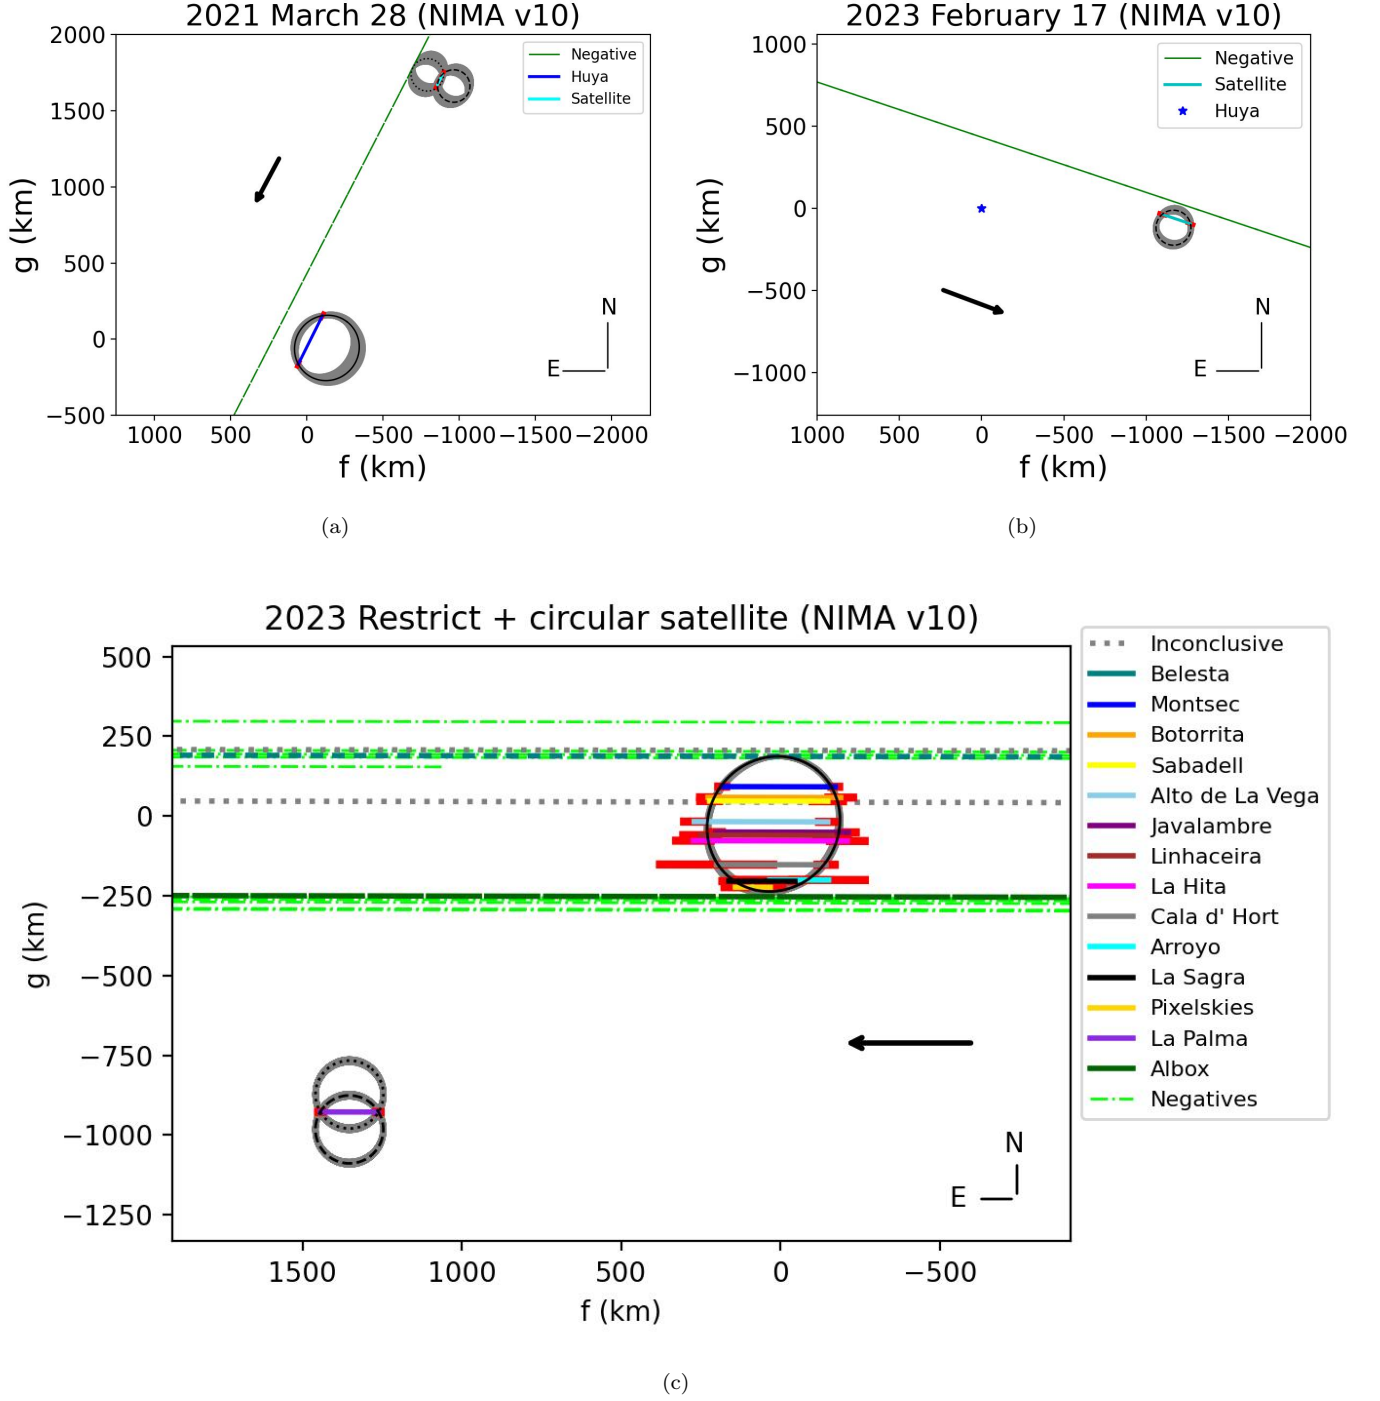 2021 March 28 (NIMA v10)
2000
1500
1000
500
0
−500
g (km)
Negative
Huya
Satellite
N
E
1000 500 0 −500 −1000 −1500 −2000
f (km)
(a)
2023 February 17 (NIMA v10)
1000
500
0
−500
−1000
g (km)
Negative
Satellite
Huya
N
E
1000 500 0 −500 −1000 −1500 −2000
f (km)
(b)
2023 Restrict + circular satellite (NIMA v10)
500
250
0
−250
−500
−750
−1000
−1250
g (km)
N
E
1500 1000 500 0 −500
f (km)
Inconclusive
Belesta
Montsec
Botorrita
Sabadell
Alto de La Vega
Javalambre
Linhaceira
La Hita
Cala d' Hort
Arroyo
La Sagra
Pixelskies
La Palma
Albox
Negatives
(c)